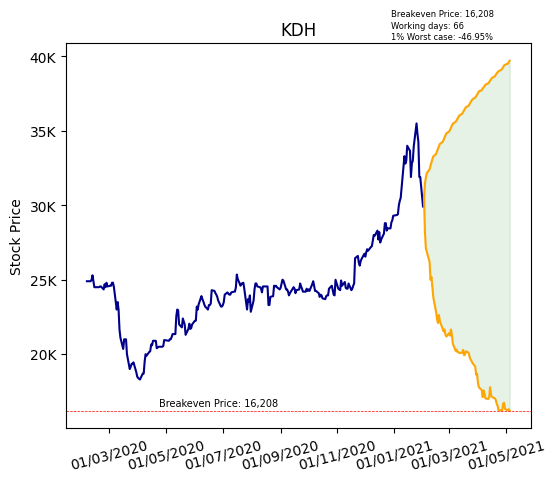 Breakeven Price: 16,208
Working days: 66
1% Worst case: -46.95%
KDH
Stock Price
40K
35K
30K
25K
20K
Breakeven Price: 16,208
01/03/2020
01/05/2020
01/07/2020
01/09/2020
01/11/2020
01/01/2021
01/03/2021
01/05/2021